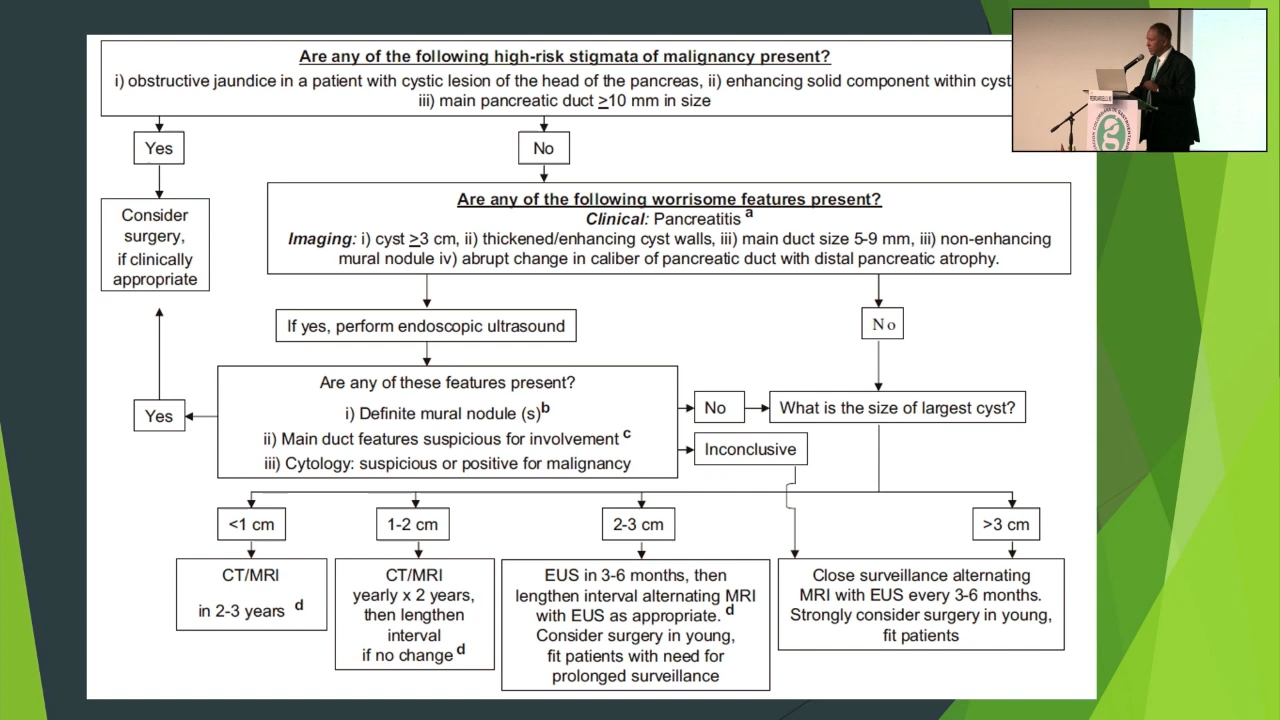 Are any of the following high-risk stigmata of malignancy present?
i) obstructive jaundice in a patient with cystic lesion of the head of the pancreas, ii) enhancing solid component within cyst
iii) main pancreatic duct ≥10 mm in size
Yes
No
Consider
surgery,
if clinically
appropriate
Are any of the following worrisome features present?
Clinical: Pancreatitis a
Imaging: i) cyst ≥3 cm, ii) thickened/enhancing cyst walls, iii) main duct size 5-9 mm, iii) non-enhancing
mural nodule iv) abrupt change in caliber of pancreatic duct with distal pancreatic atrophy.
If yes, perform endoscopic ultrasound
No
Are any of these features present?
i) Definite mural nodule (s)b
ii) Main duct features suspicious for involvement c
iii) Cytology: suspicious or positive for malignancy
Yes
No
Inconclusive
What is the size of largest cyst?
<1 cm
1-2 cm
2-3 cm
>3 cm
CT/MRI
in 2-3 years d
CT/MRI
yearly x 2 years,
then lengthen
interval
if no change d
EUS in 3-6 months, then
lengthen interval alternating MRI
with EUS as appropriate. d
Consider surgery in young,
fit patients with need for
prolonged surveillance
Close surveillance alternating
MRI with EUS every 3-6 months.
Strongly consider surgery in young,
fit patients